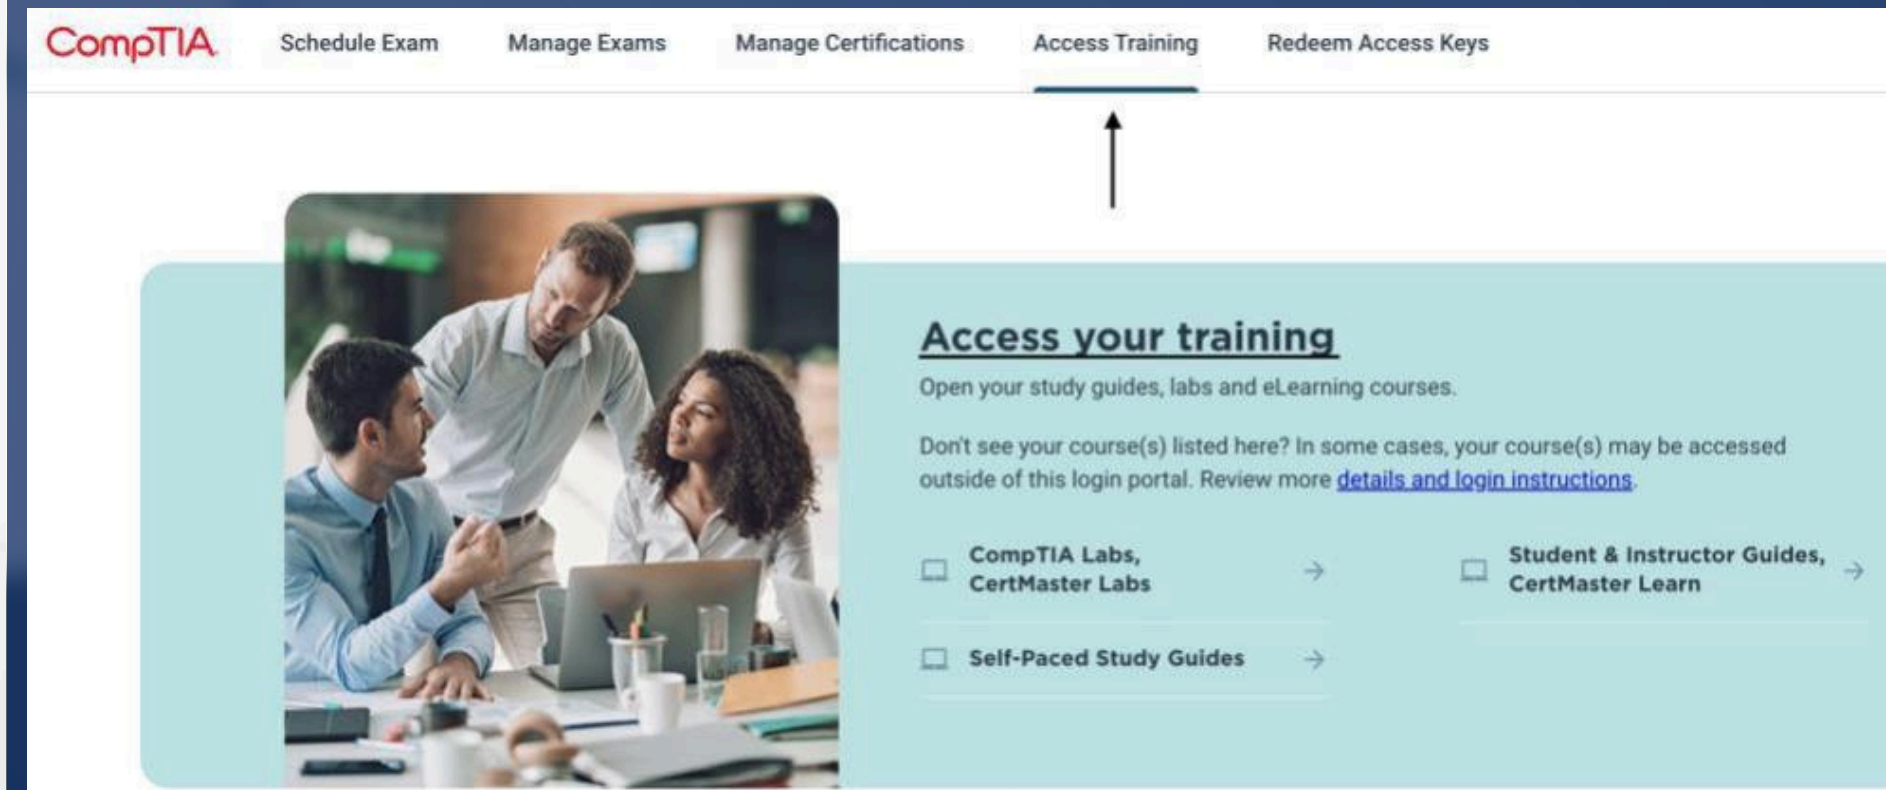 CompTIA.
Schedule Exam
Manage Exams
Manage Certifications
Access Training
Redeem Access Keys
Access your training
Open your study guides, labs and eLearning courses.
Don't see your course(s) listed here? In some cases, your course(s) may be accessed
outside of this login portal. Review more details and login instructions.
CompTIA Labs,
CertMaster Labs
Student & Instructor Guides,
CertMaster Learn
Self-Paced Study Guides